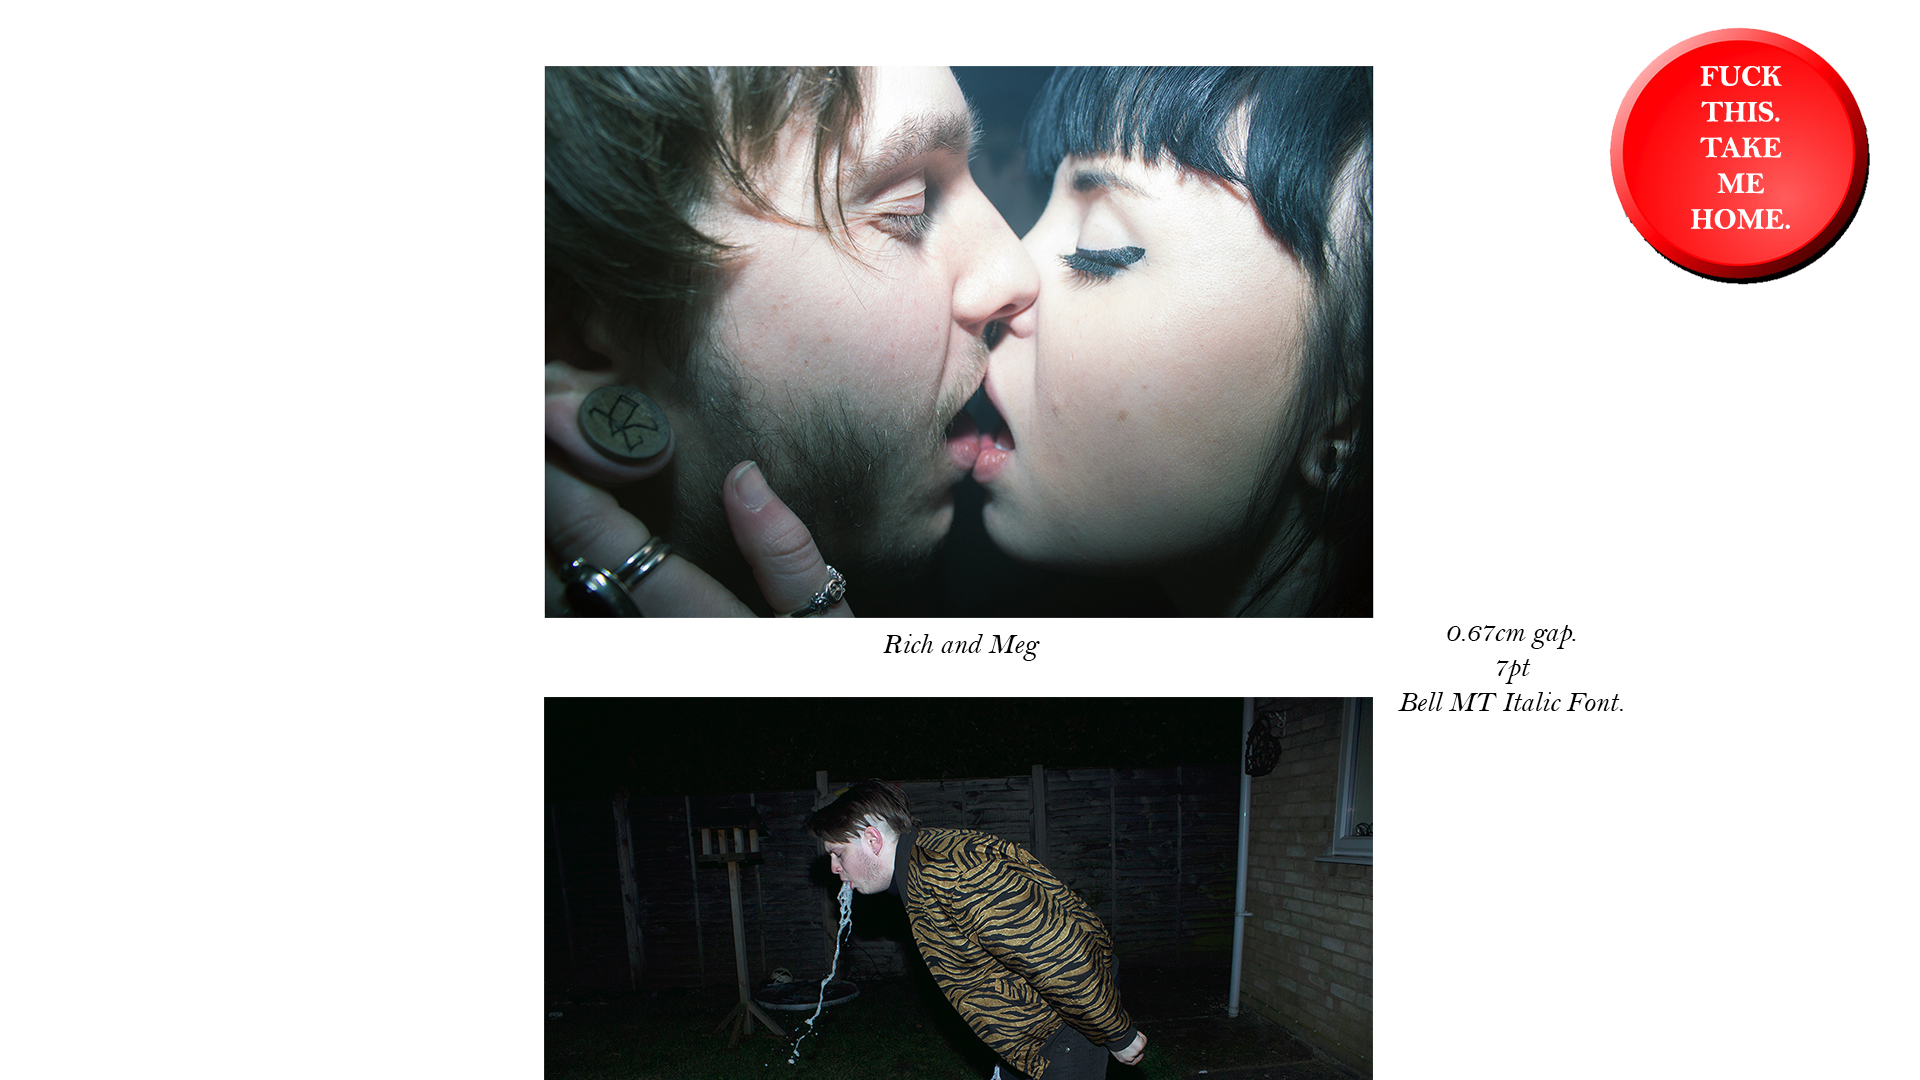 FUCK
THIS.
TAKE
ME
HOME.
Rich and Meg
0.67cm gap.
7pt
Bell MT Italic Font.